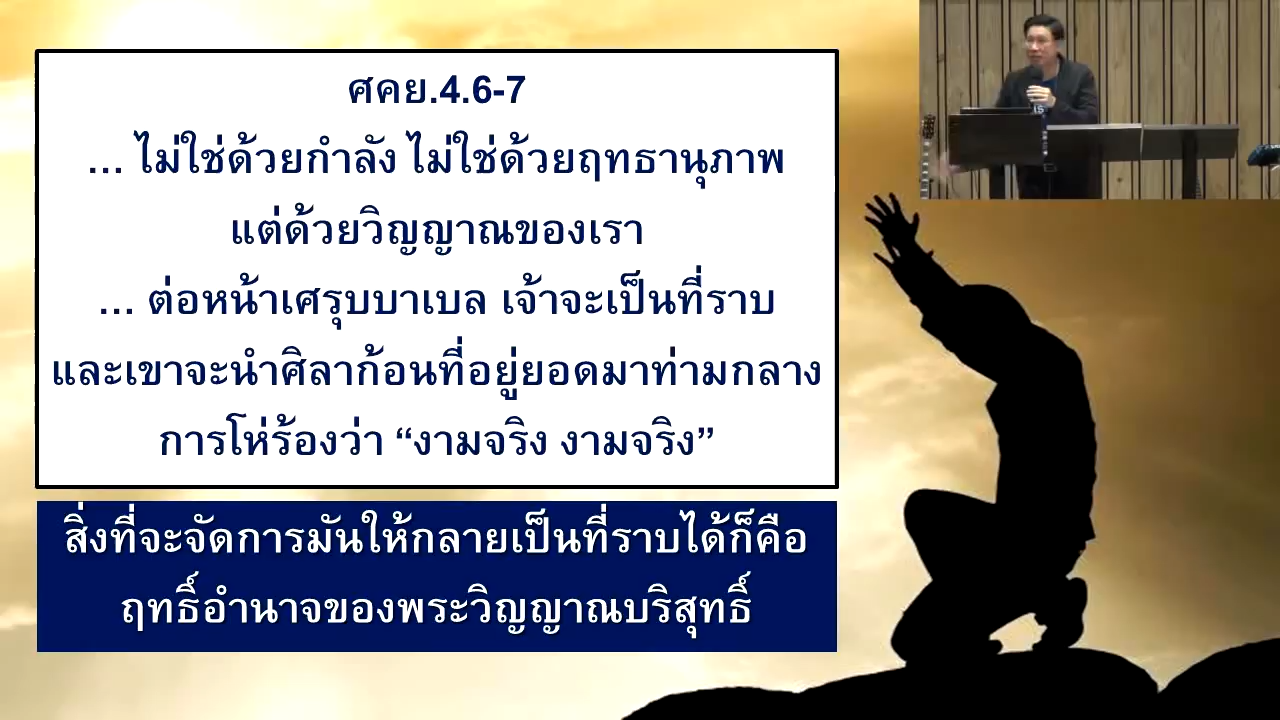 ศคย.4.6-7
... ไม่ใช่ด้วยกำลัง ไม่ใช่ด้วยฤทธานุภาพ
แต่ด้วยวิญญาณของเรา
... ต่อหน้าเศรุบบาเบล เจ้าจะเป็นที่ราบ
และเขาจะนำศิลาก้อนที่อยู่ยอดมาท่ามกลาง
การโห่ร้องว่า “งามจริง งามจริง”
สิ่งที่จะจัดการมันให้กลายเป็นที่ราบได้ก็คือ
ฤทธิ์อำนาจของพระวิญญาณบริสุทธิ์